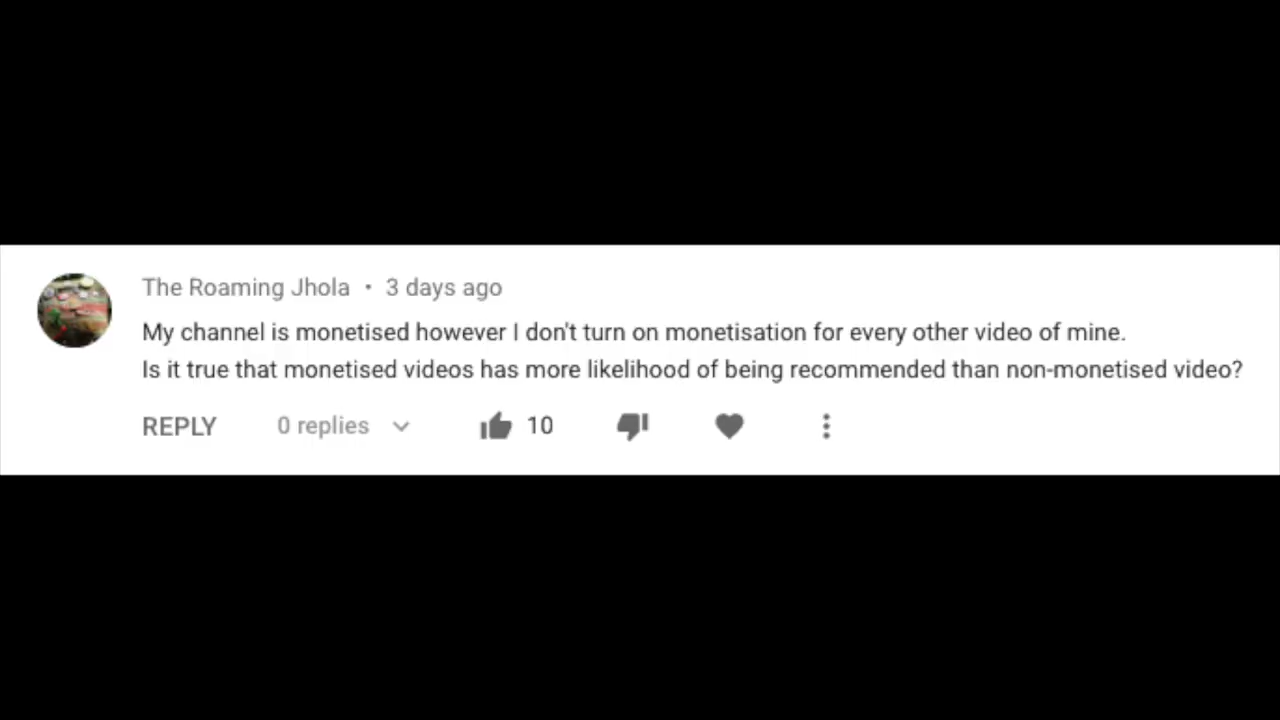 The Roaming Jhola • 3 days ago
My channel is monetised however I don't turn on monetisation for every other video of mine.
Is it true that monetised videos has more likelihood of being recommended than non-monetised video?
REPLY 0 replies 10